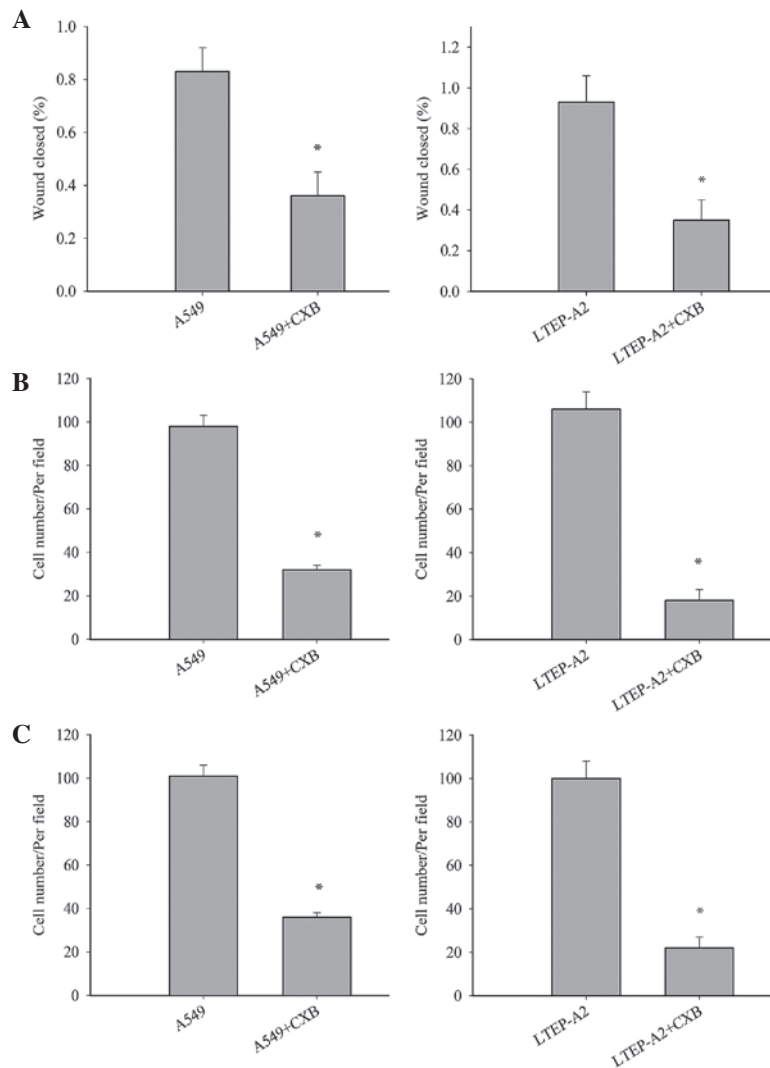 A
Wound closed (%)
0.0
0.2
0.4
0.6
0.8
1.0
*
A549
A549+CXB
Wound closed (%)
0.0
0.2
0.4
0.6
0.8
1.0
1.2
*
LTEP-A2
LTEP-A2+CXB
B
Cell number/Per field
0
20
40
60
80
100
120
*
A549
A549+CXB
Cell number/Per field
0
20
40
60
80
100
120
*
LTEP-A2
LTEP-A2+CXB
C
Cell number/Per field
0
20
40
60
80
100
120
*
A549
A549+CXB
Cell number/Per field
0
20
40
60
80
100
120
*
LTEP-A2
LTEP-A2+CXB